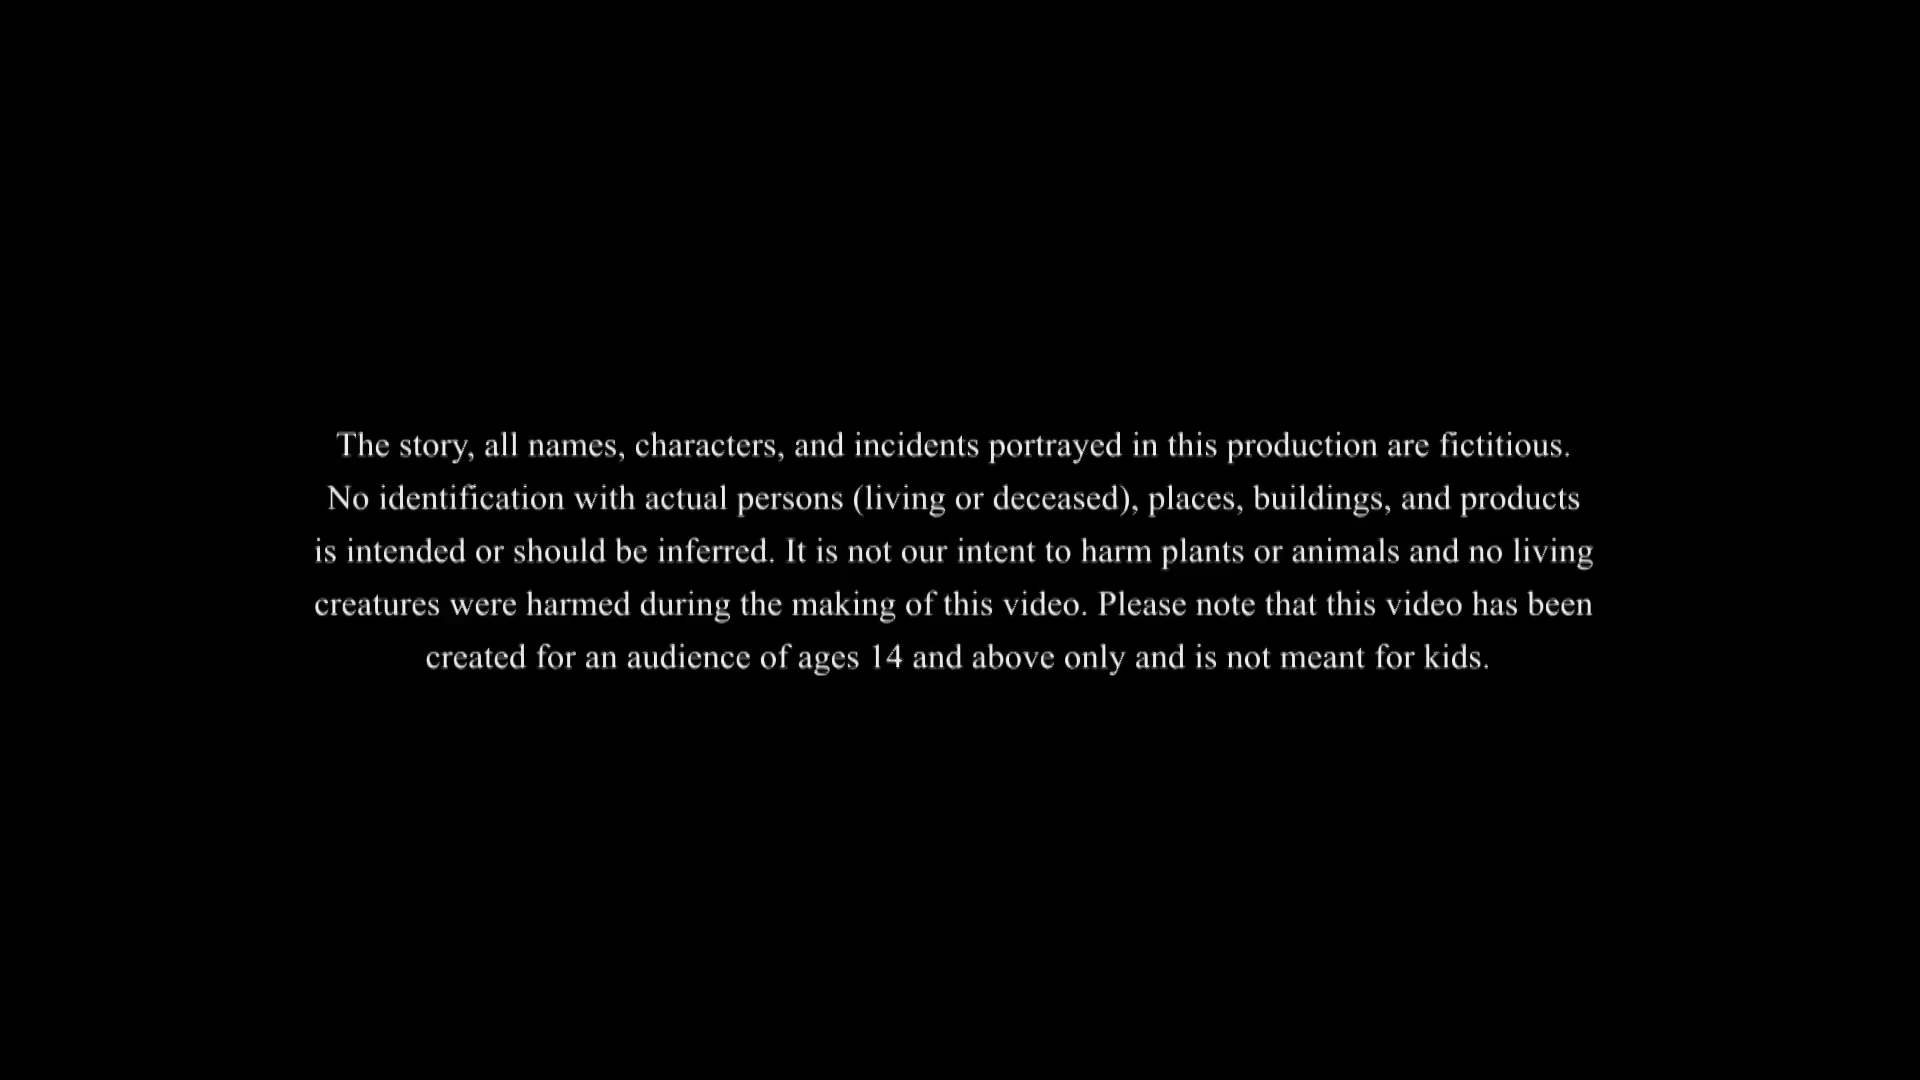 The story, all names, characters, and incidents portrayed in this production are fictitious.
No identification with actual persons (living or deceased), places, buildings, and products
is intended or should be inferred. It is not our intent to harm plants or animals and no living
creatures were harmed during the making of this video. Please note that this video has been
created for an audience of ages 14 and above only and is not meant for kids.